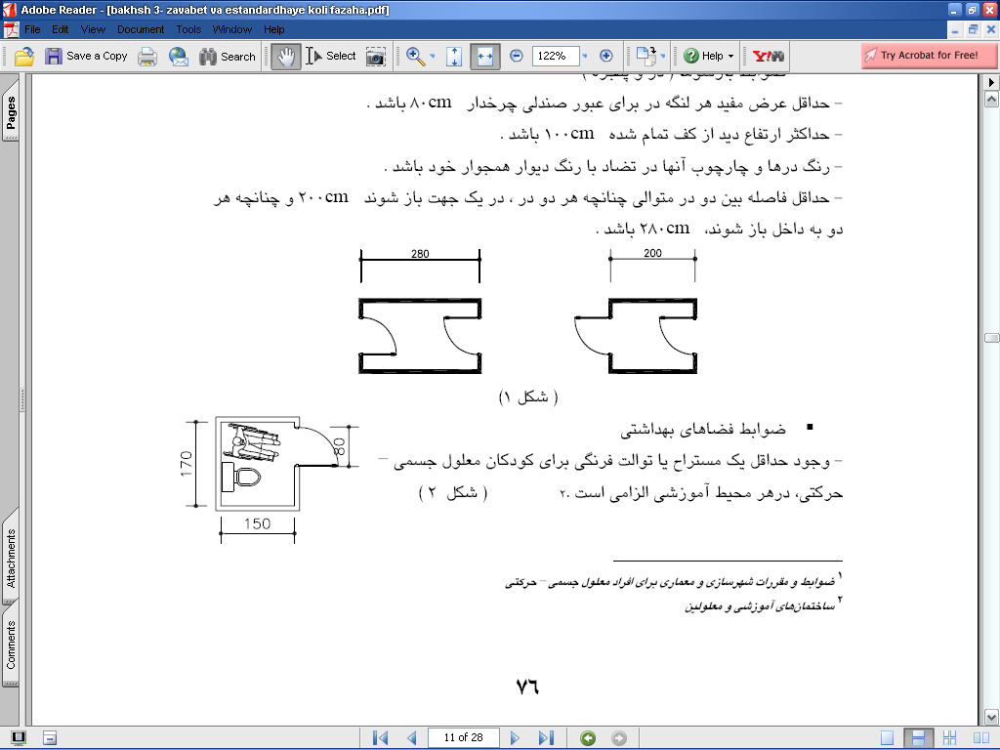 Adobe Reader - [bakhsh 3- zavabet va estandardhaye koli fazaha.pdf]
File Edit View Document Tools Window Help
Save a Copy Search Select 122% Help Y! Try Acrobat for Free!
Pages
Attachments
Comments
– حداقل عرض مفید هر لنگه در برای عبور صندلی چرخدار ۸۰cm باشد .
– حداکثر ارتفاع دید از کف تمام شده ۱۰۰cm باشد .
– رنگ درها و چارچوب آنها در تضاد با رنگ دیوار همجوار خود باشد .
– حداقل فاصله بین دو در متوالی چنانچه هر دو در ، در یک جهت باز شوند ۲۰۰cm و چنانچه هر
دو به داخل باز شوند، ۲۸۰cm باشد .
280
200
( شکل ۱)
▪ ضوابط فضاهای بهداشتی
– وجود حداقل یک مستراح یا توالت فرنگی برای کودکان معلول جسمی –
حرکتی، درهر محیط آموزشی الزامی است .۲ ( شکل ۲ )
170
80
150
۱ ضوابط و مقررات شهرسازی و معماری برای افراد معلول جسمی – حرکتی
۲ ساختمان‌های آموزشی و معلولین
۷۶
11 of 28